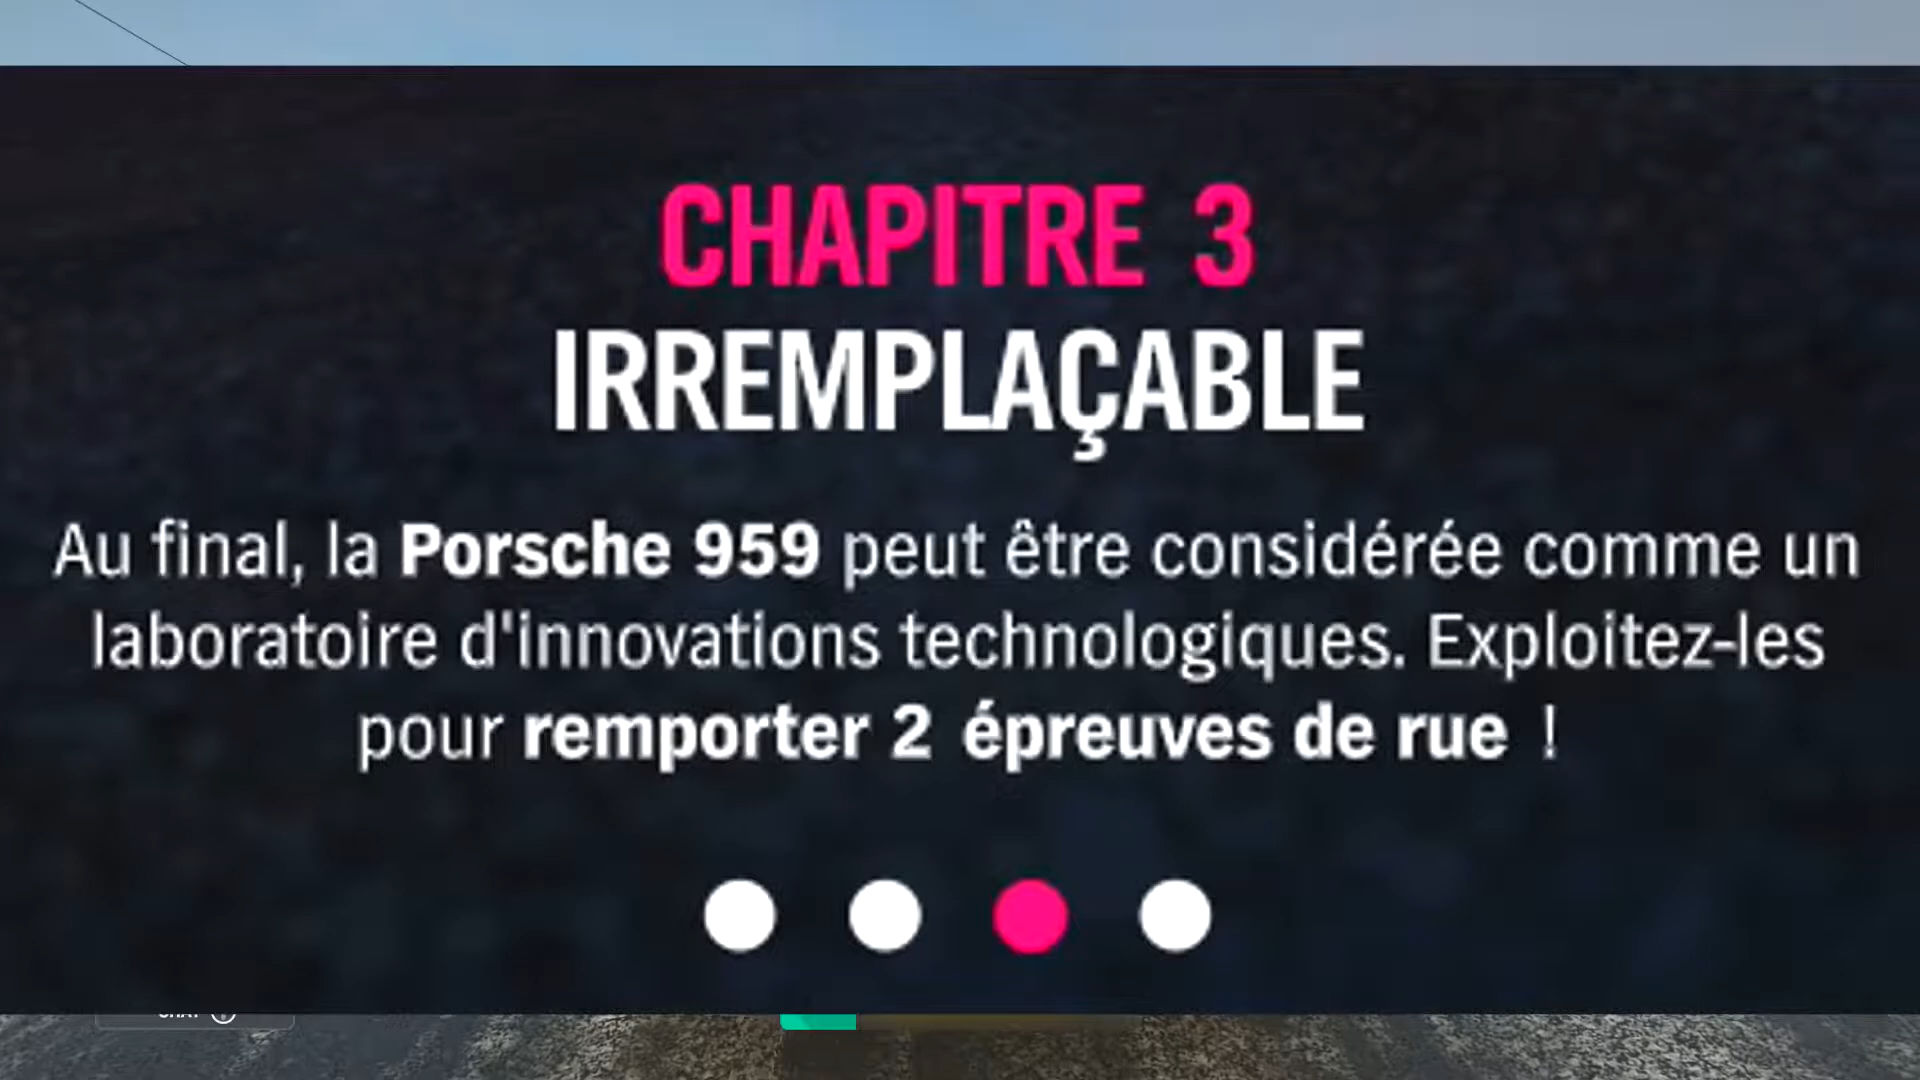 CHAPITRE 3
IRREMPLAÇABLE
Au final, la Porsche 959 peut être considérée comme un
laboratoire d'innovations technologiques. Exploitez-les
pour remporter 2 épreuves de rue !